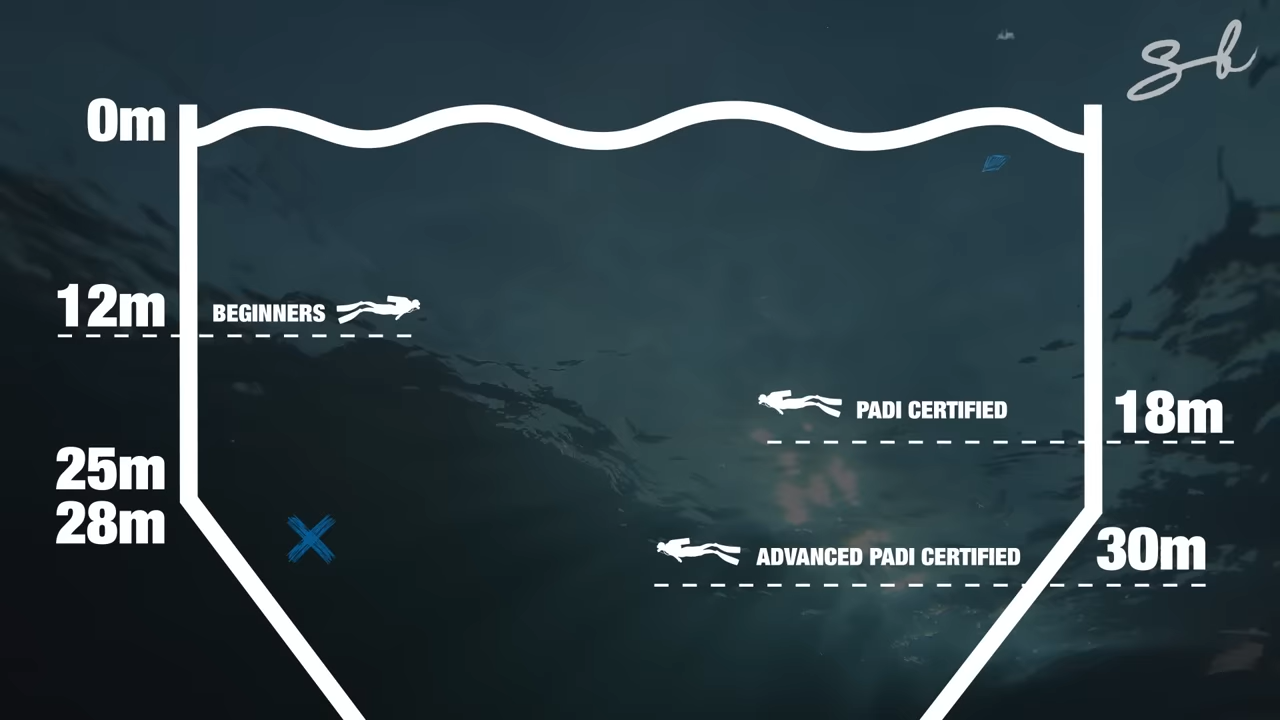 0m
12m
BEGINNERS
PADI CERTIFIED
18m
25m
28m
ADVANCED PADI CERTIFIED
30m